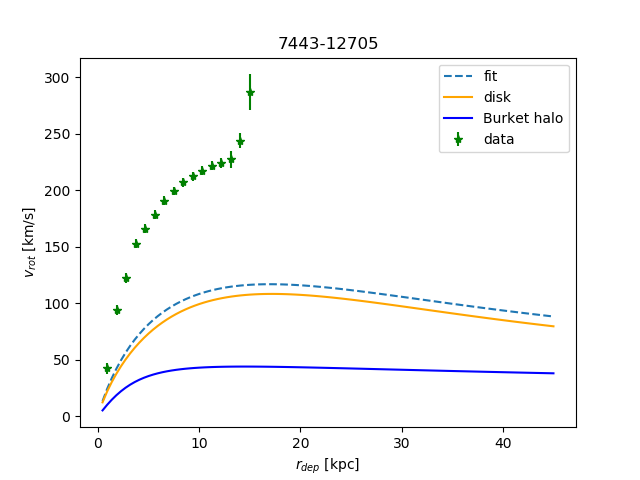 7443-12705
300
250
200
150
100
50
0
v_rot [km/s]
fit
disk
Burket halo
data
0 10 20 30 40
r_dep [kpc]